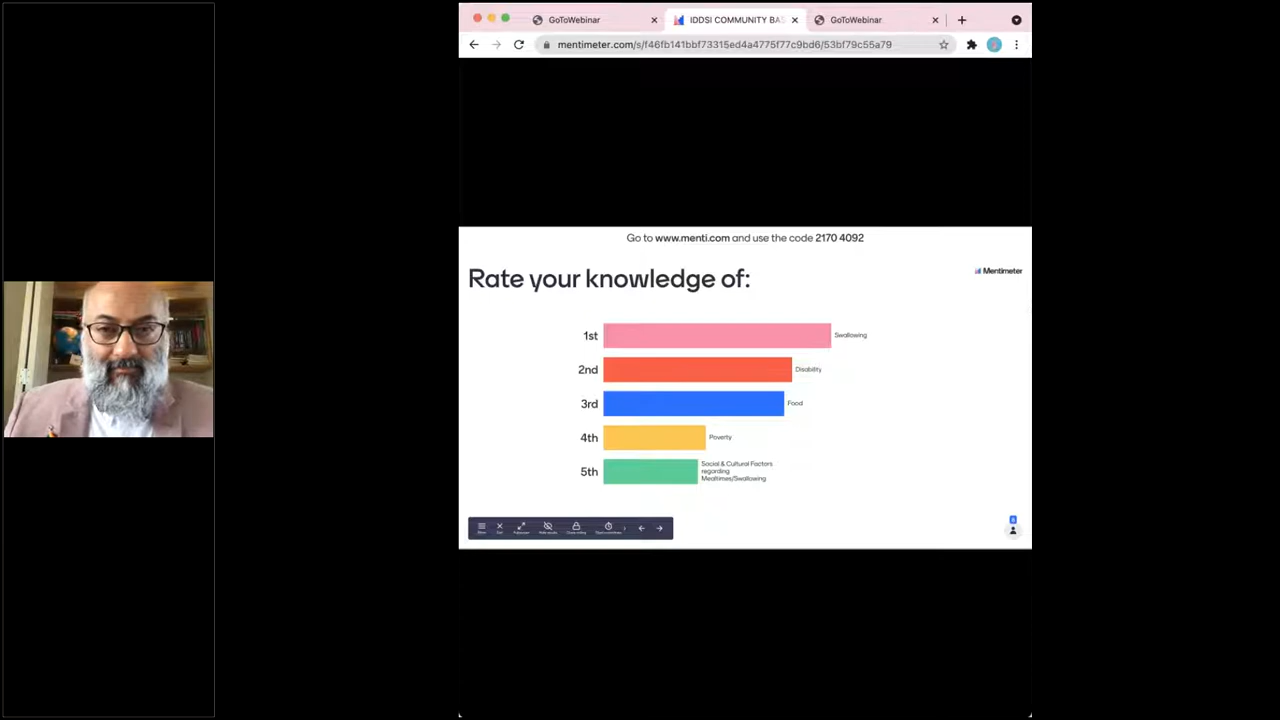 GoToWebinar
IDDSI COMMUNITY BAS
GoToWebinar
mentimeter.com/s/f46fb141bbf73315ed4a4775f77c9bd6/53bf79c55a79
Go to www.menti.com and use the code 2170 4092
Rate your knowledge of:
Mentimeter
1st
Swallowing
2nd
Disability
3rd
Food
4th
Poverty
5th
Social & Cultural Factors
regarding
Mealtimes/Swallowing